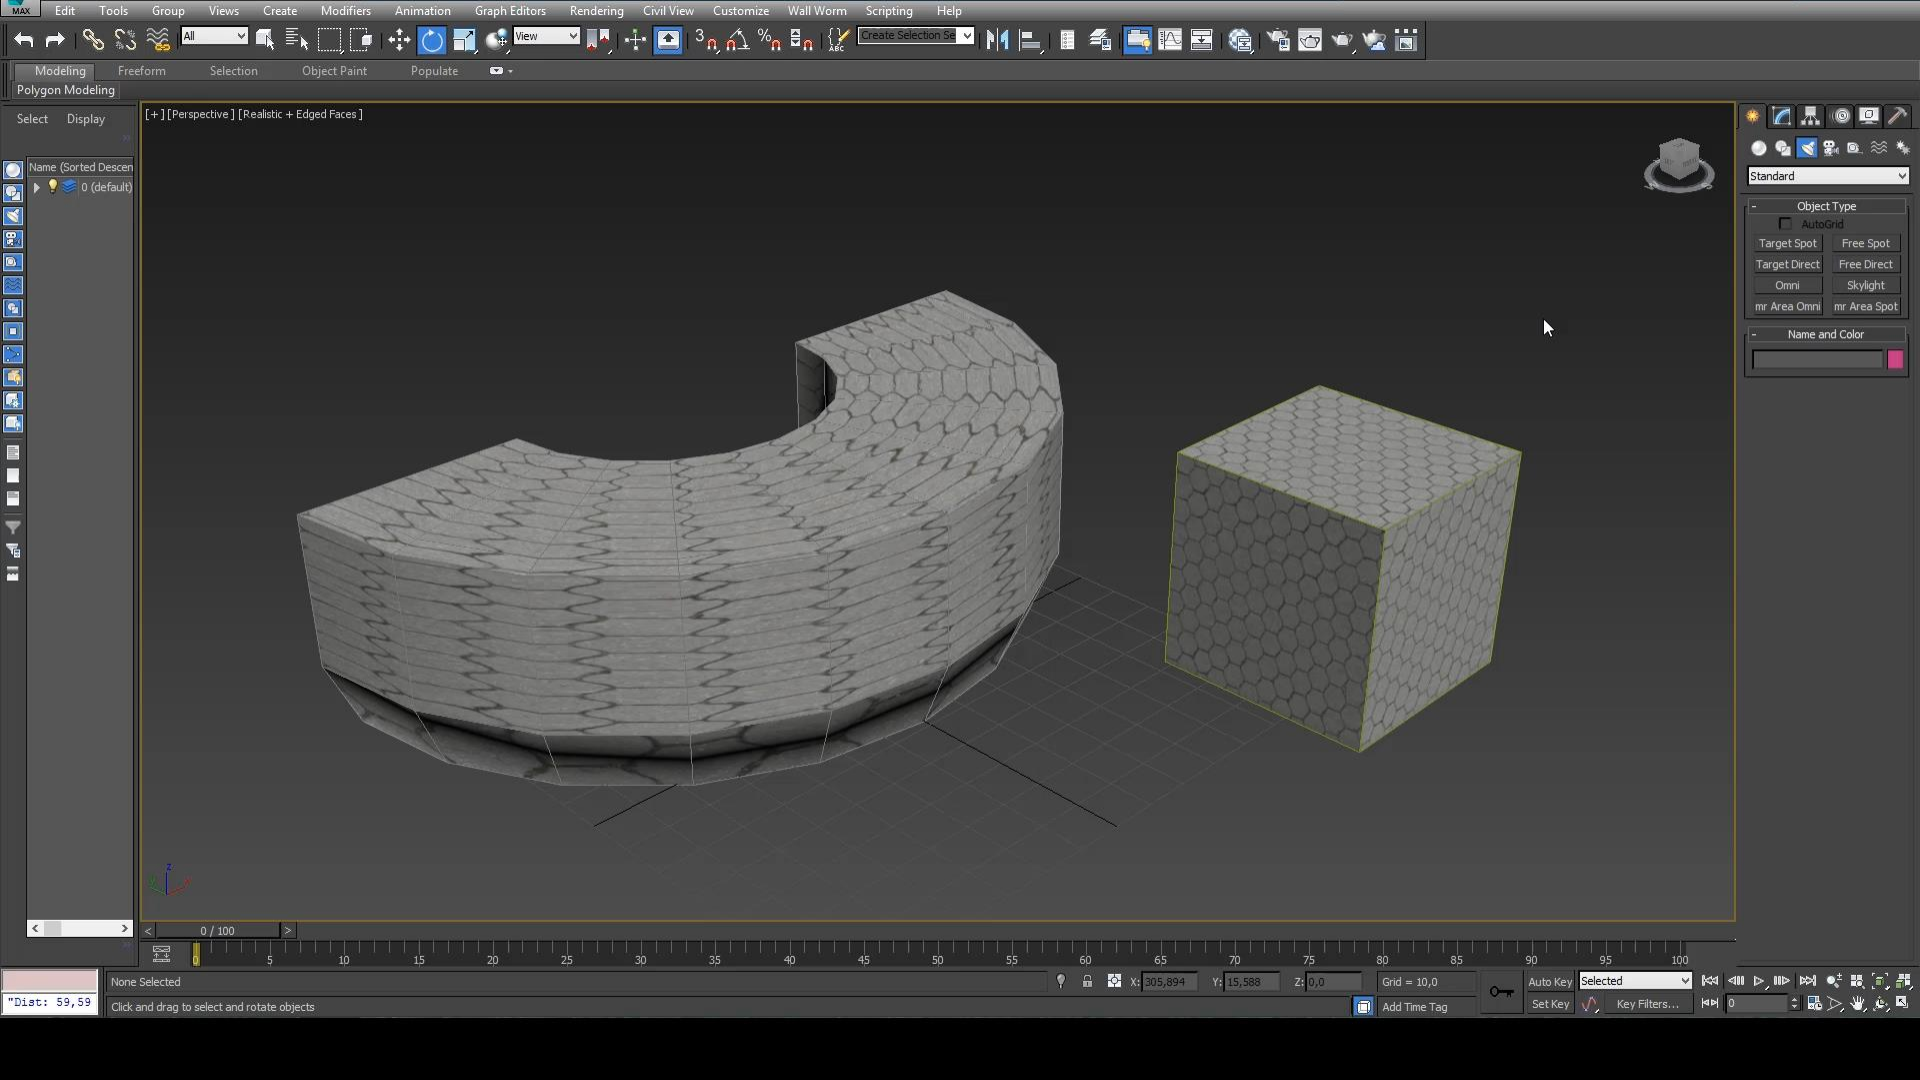 MAX Edit Tools Group Views Create Modifiers Animation Graph Editors Rendering Civil View Customize Wall Worm Scripting Help
All View Create Selection Se
Modeling Freeform Selection Object Paint Populate
Polygon Modeling
Select Display
Name (Sorted Descen
0 (default)
[+] [Perspective ] [Realistic + Edged Faces ]
Standard
- Object Type
AutoGrid
Target Spot Free Spot
Target Direct Free Direct
Omni Skylight
mr Area Omni mr Area Spot
- Name and Color
z
< 0 / 100 >
0 5 10 15 20 25 30 35 40 45 50 55 60 65 70 75 80 85 90 95 100
None Selected X: 305,894 Y: 15,588 Z: 0,0 Grid = 10,0 Auto Key Selected
"Dist: 59,59
Click and drag to select and rotate objects Add Time Tag Set Key Key Filters... 0